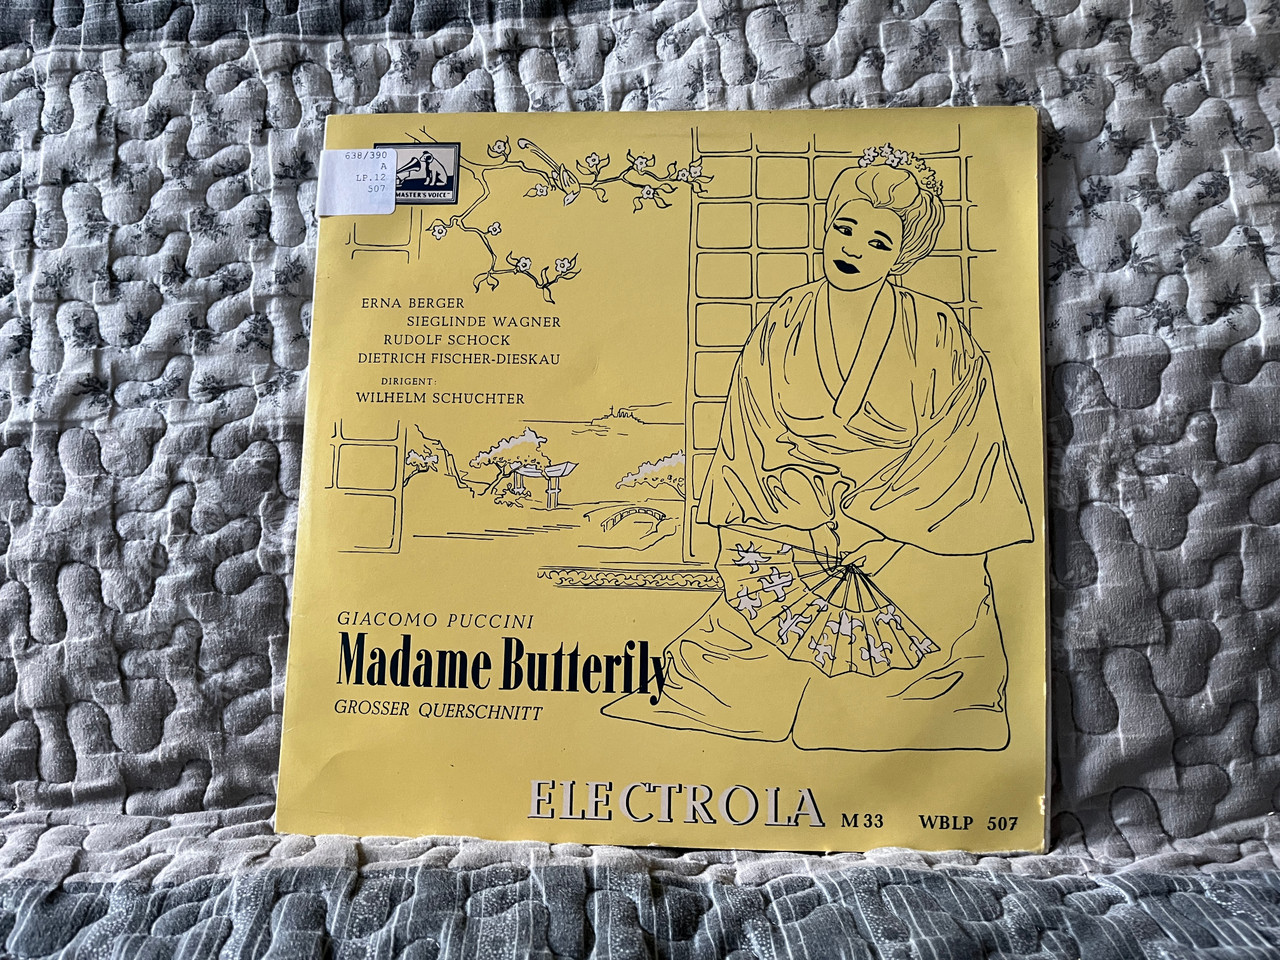 638/390
A
LP.12
507
MASTER'S VOICE"
ERNA BERGER
SIEGLINDE WAGNER
RUDOLF SCHOCK
DIETRICH FISCHER-DIESKAU
DIRIGENT:
WILHELM SCHÜCHTER
GIACOMO PUCCINI
Madame Butterfly
GROSSER QUERSCHNITT
ELECTROLA M 33 WBLP 507